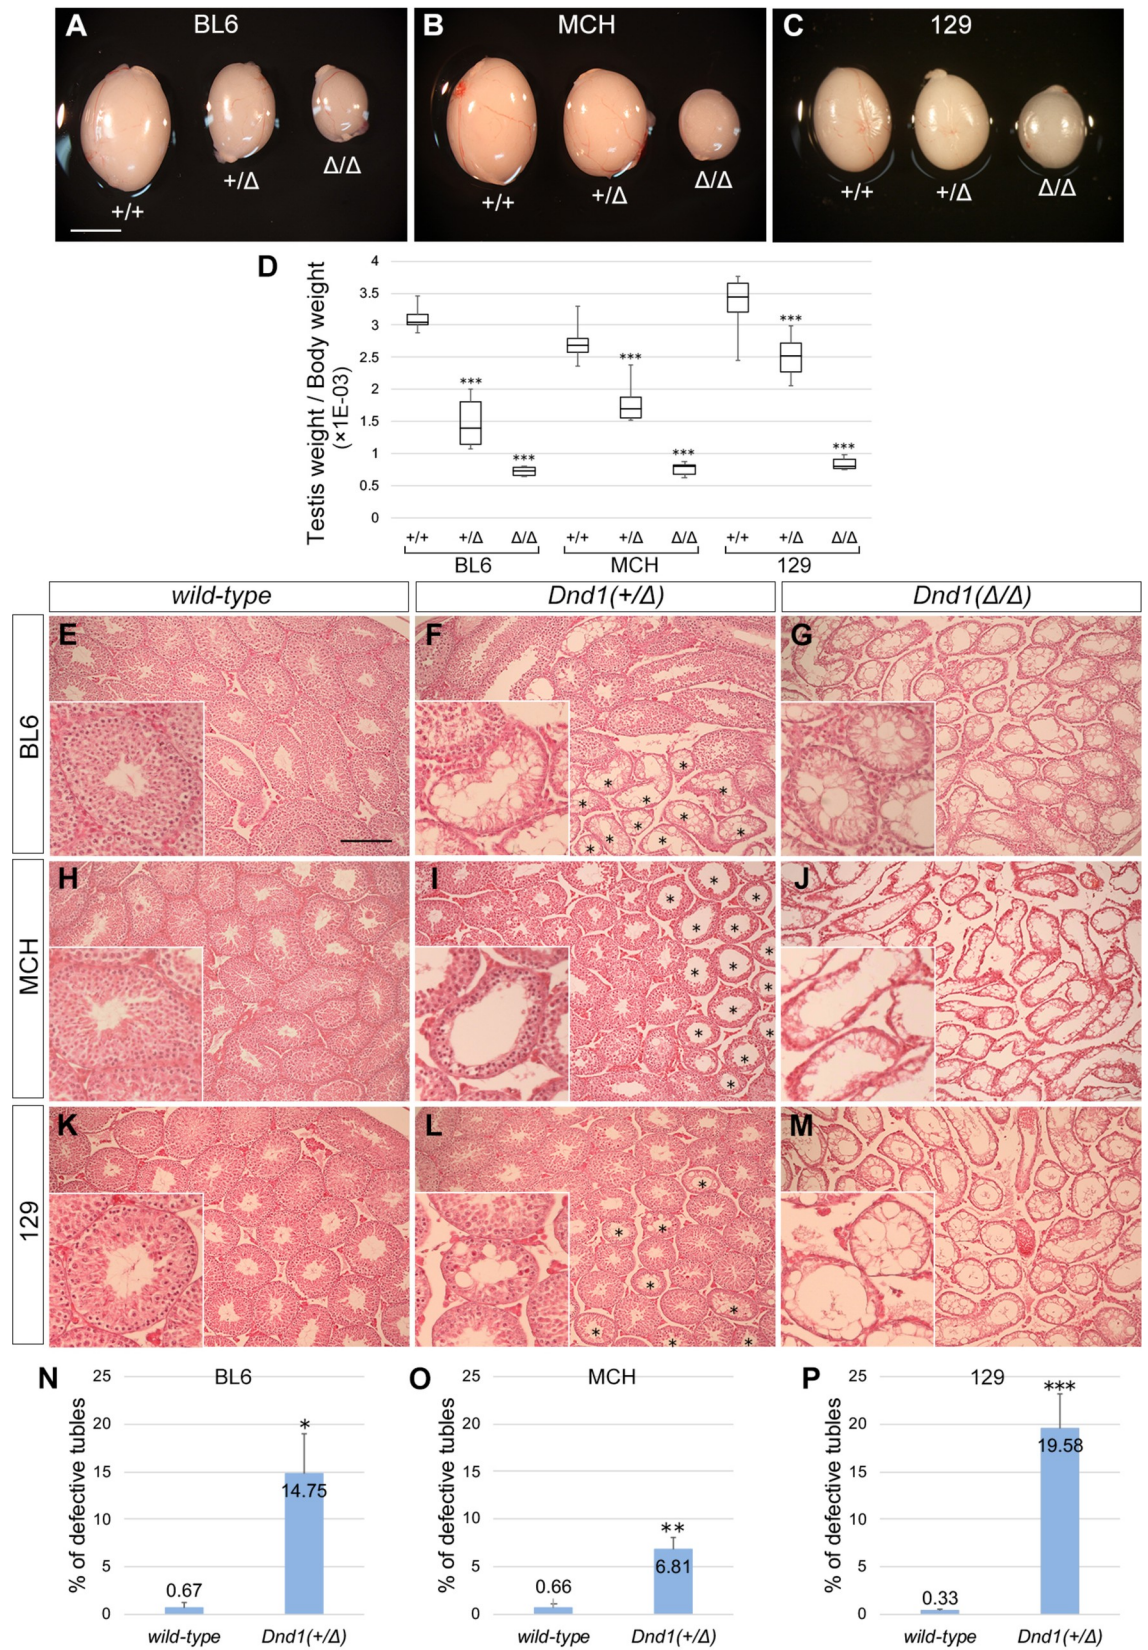 A BL6
+/+ +/Δ Δ/Δ
B MCH
+/+ +/Δ Δ/Δ
C 129
+/+ +/Δ Δ/Δ
D
Testis weight / Body weight
(×1E-03)
4
3.5
3
2.5
2
1.5
1
0.5
0
*** *** *** *** *** ***
+/+ +/Δ Δ/Δ +/+ +/Δ Δ/Δ +/+ +/Δ Δ/Δ
BL6 MCH 129
wild-type Dnd1(+/Δ) Dnd1(Δ/Δ)
BL6
E F G
* * * * * * * * * * *
MCH
H I J
* * * * * * * * * * * * *
129
K L M
* * * * * * * *
N BL6
% of defective tubles
25
20
15
10
5
0
0.67
*
14.75
wild-type Dnd1(+/Δ)
O MCH
% of defective tubles
25
20
15
10
5
0
0.66
**
6.81
wild-type Dnd1(+/Δ)
P 129
% of defective tubles
25
20
15
10
5
0
0.33
***
19.58
wild-type Dnd1(+/Δ)